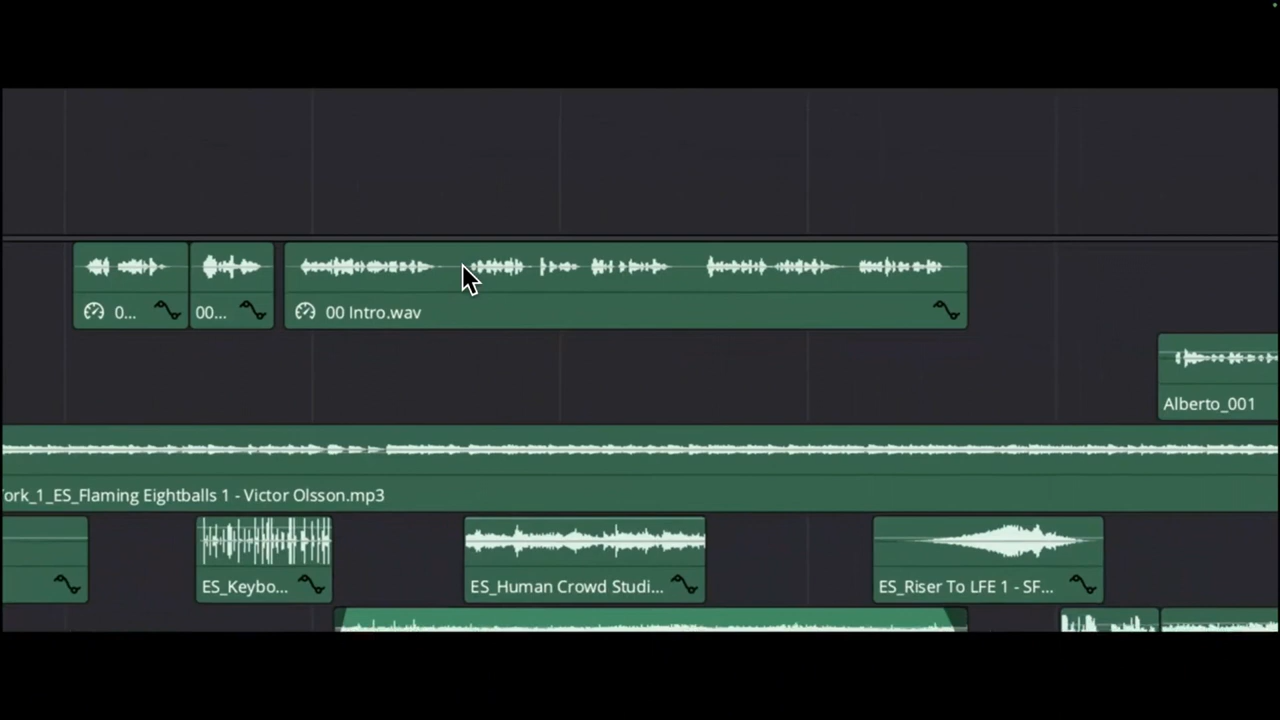 0...
00...
00 Intro.wav
Alberto_001
ork_1_ES_Flaming Eightballs 1 - Victor Olsson.mp3
ES_Keybo...
ES_Human Crowd Studi...
ES_Riser To LFE 1 - SF...